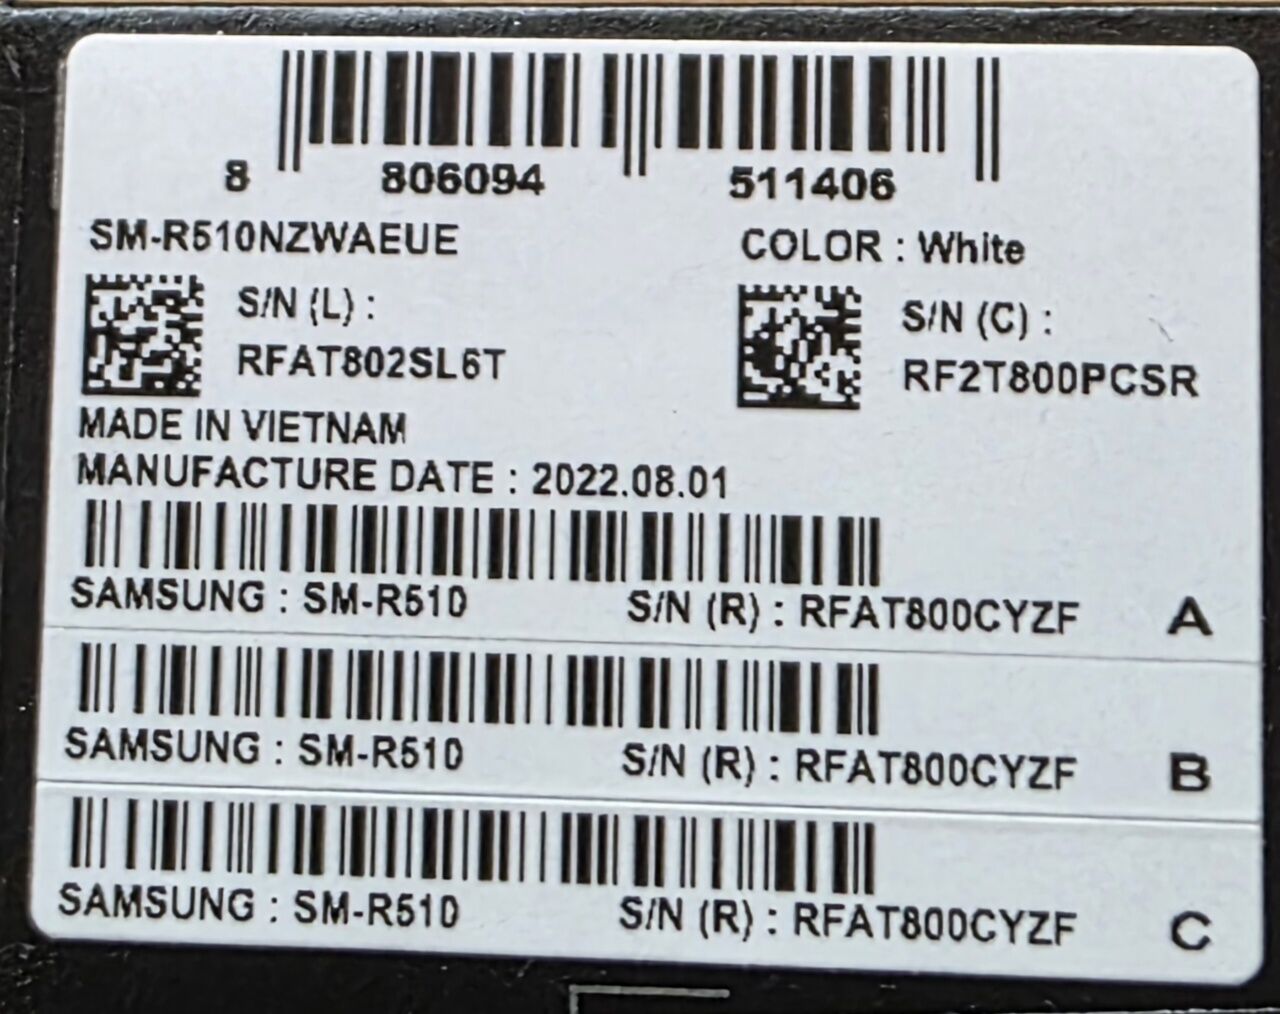 8 806094 511406
SM-R510NZWAEUE COLOR : White
S/N (L) : S/N (C) :
RFAT802SL6T RF2T800PCSR
MADE IN VIETNAM
MANUFACTURE DATE : 2022.08.01
SAMSUNG : SM-R510 S/N (R) : RFAT800CYZF A
SAMSUNG : SM-R510 S/N (R) : RFAT800CYZF B
SAMSUNG : SM-R510 S/N (R) : RFAT800CYZF C